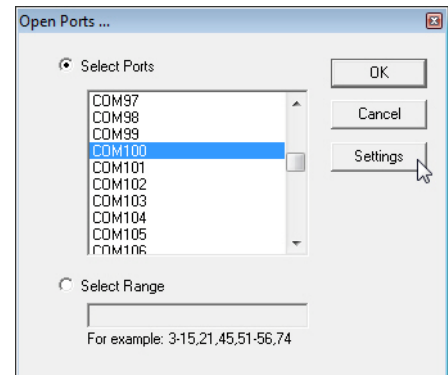 Open Ports ...
Select Ports
COM97
COM98
COM99
COM100
COM101
COM102
COM103
COM104
COM105
COM106
OK
Cancel
Settings
Select Range
For example: 3-15,21,45,51-56,74